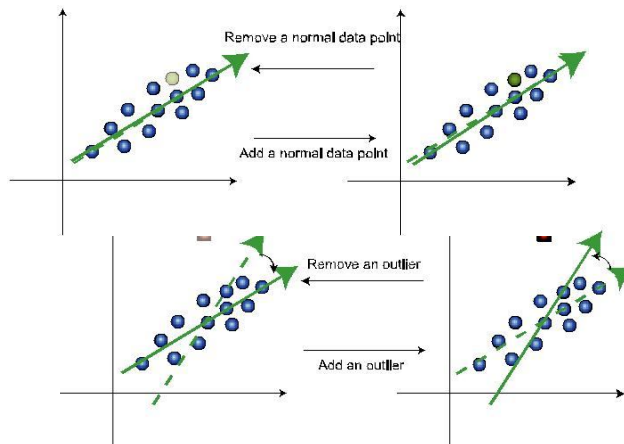 Remove a normal data point
Add a normal data point
Remove an outlier
Add an outlier